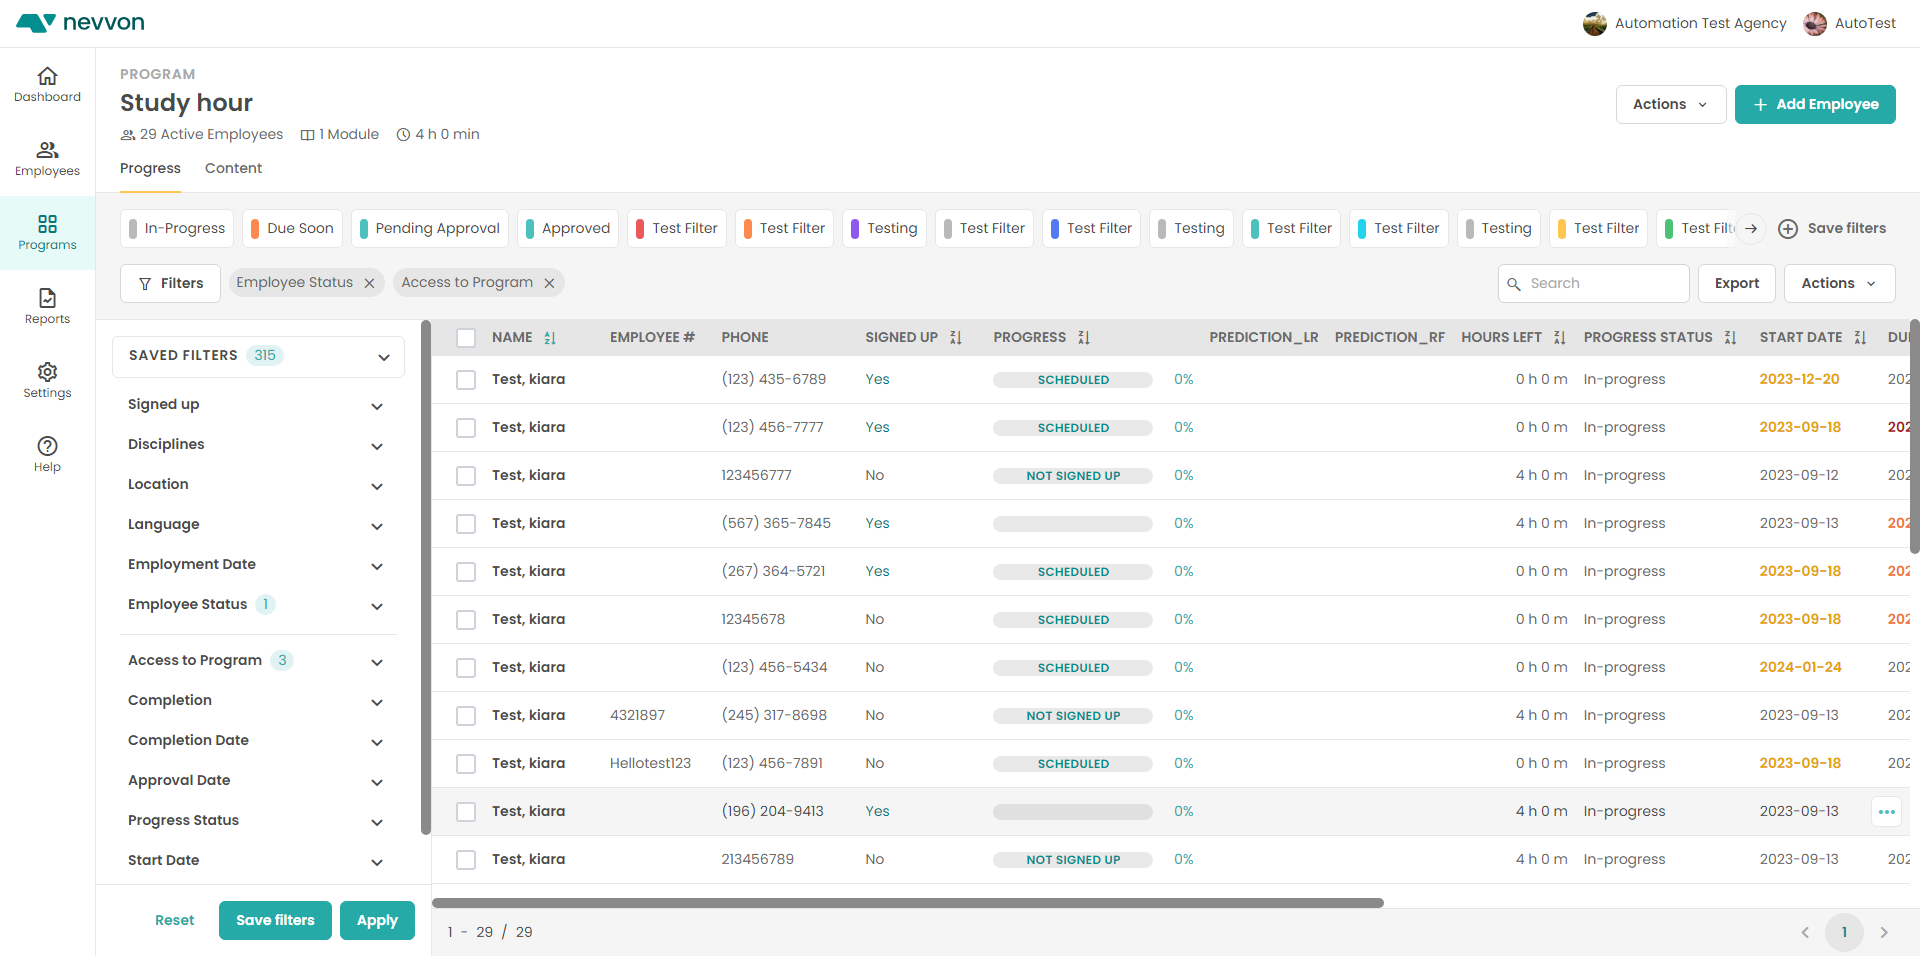 nevvon
Automation Test Agency AutoTest
Dashboard
Employees
Programs
Reports
Settings
Help
PROGRAM
Study hour
29 Active Employees 1 Module 4 h 0 min
Actions Add Employee
Progress Content
In-Progress Due Soon Pending Approval Approved Test Filter Test Filter Testing Test Filter Test Filter Testing Test Filter Test Filter Testing Test Filter Test Filt Save filters
Filters Employee Status Access to Program Search Export Actions
SAVED FILTERS 315
Signed up
Disciplines
Location
Language
Employment Date
Employee Status 1
Access to Program 3
Completion
Completion Date
Approval Date
Progress Status
Start Date
Reset Save filters Apply
NAME EMPLOYEE # PHONE SIGNED UP PROGRESS PREDICTION_LR PREDICTION_RF HOURS LEFT PROGRESS STATUS START DATE DU
Test, kiara (123) 435-6789 Yes SCHEDULED 0% 0 h 0 m In-progress 2023-12-20 202
Test, kiara (123) 456-7777 Yes SCHEDULED 0% 0 h 0 m In-progress 2023-09-18 202
Test, kiara 123456777 No NOT SIGNED UP 0% 4 h 0 m In-progress 2023-09-12 202
Test, kiara (567) 365-7845 Yes 0% 4 h 0 m In-progress 2023-09-13 202
Test, kiara (267) 364-5721 Yes SCHEDULED 0% 0 h 0 m In-progress 2023-09-18 202
Test, kiara 12345678 No SCHEDULED 0% 0 h 0 m In-progress 2023-09-18 202
Test, kiara (123) 456-5434 No SCHEDULED 0% 0 h 0 m In-progress 2024-01-24 202
Test, kiara 4321897 (245) 317-8698 No NOT SIGNED UP 0% 4 h 0 m In-progress 2023-09-13 202
Test, kiara Hellotest123 (123) 456-7891 No SCHEDULED 0% 0 h 0 m In-progress 2023-09-18 202
Test, kiara (196) 204-9413 Yes 0% 4 h 0 m In-progress 2023-09-13
Test, kiara 213456789 No NOT SIGNED UP 0% 4 h 0 m In-progress 2023-09-13 202
1 - 29 / 29 1